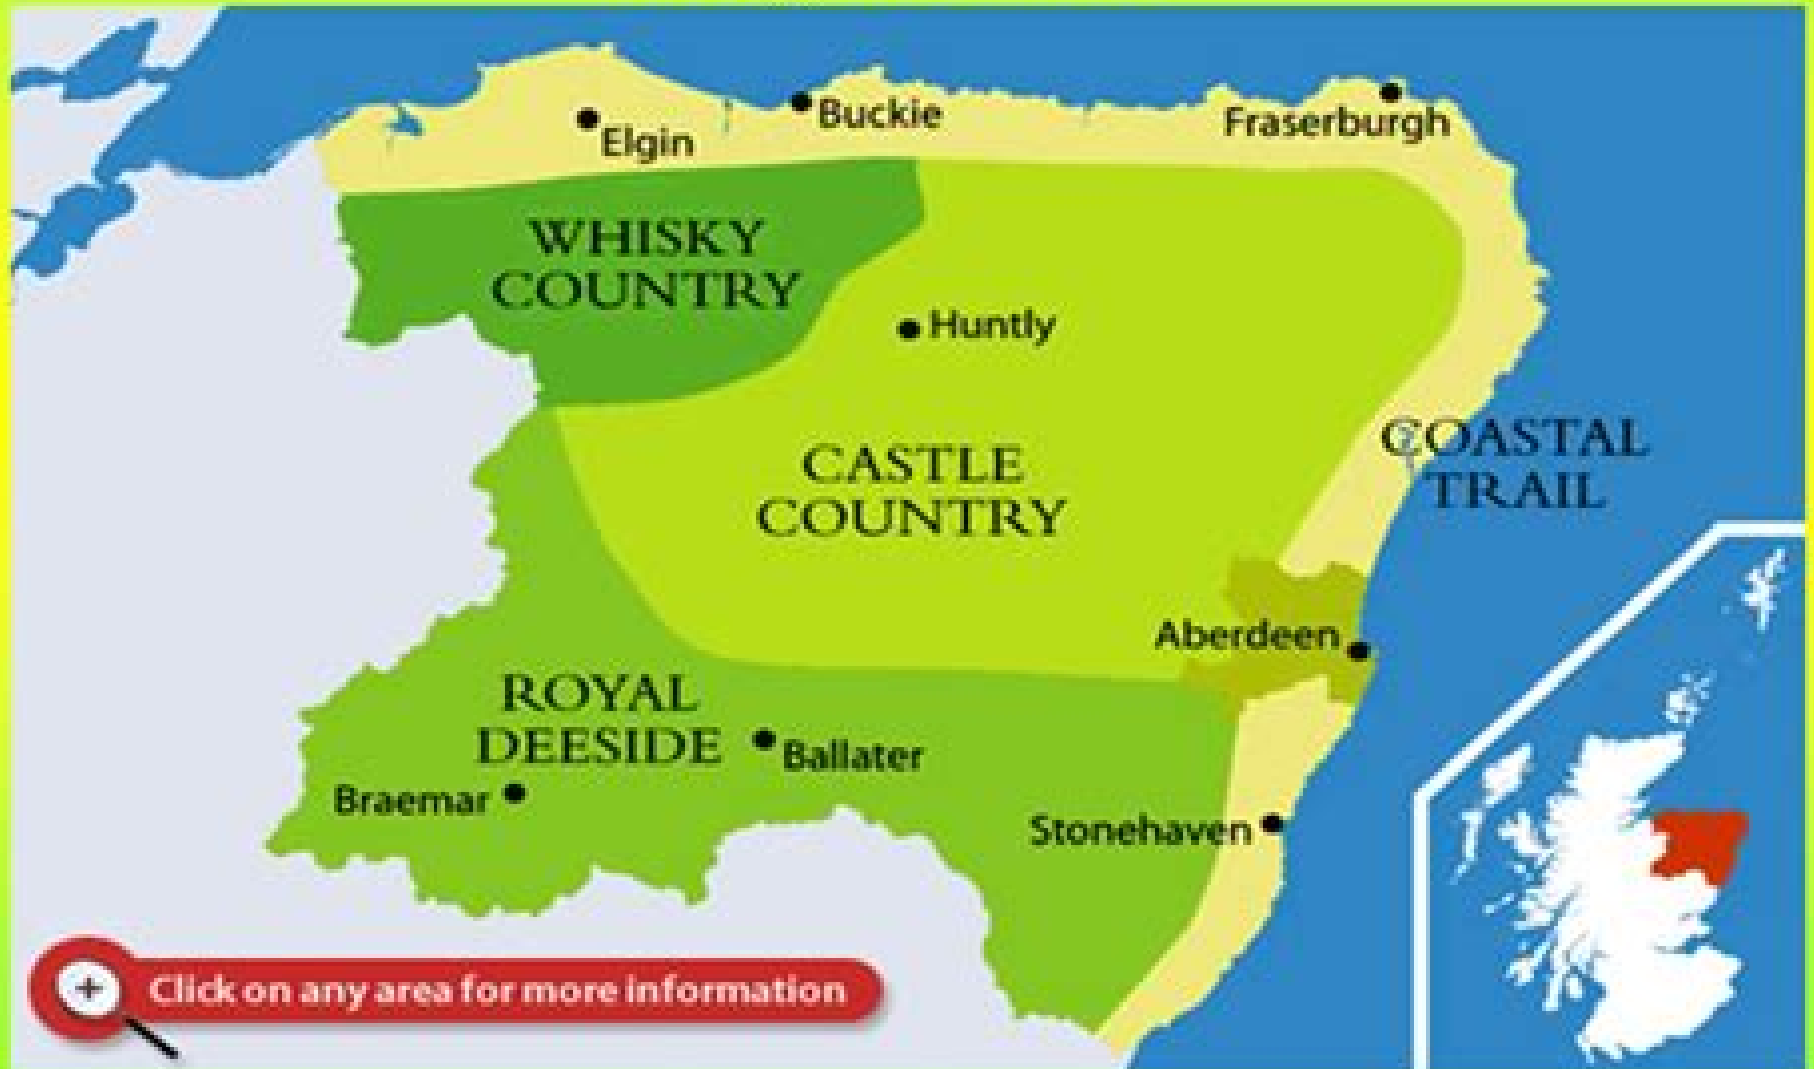 Buckie
Fraserburgh
Elgin
WHISKY
COUNTRY
Huntly
COASTAL
TRAIL
CASTLE
COUNTRY
Aberdeen
ROYAL
DEESIDE
Ballater
Braemar
Stonehaven
Click on any area for more information